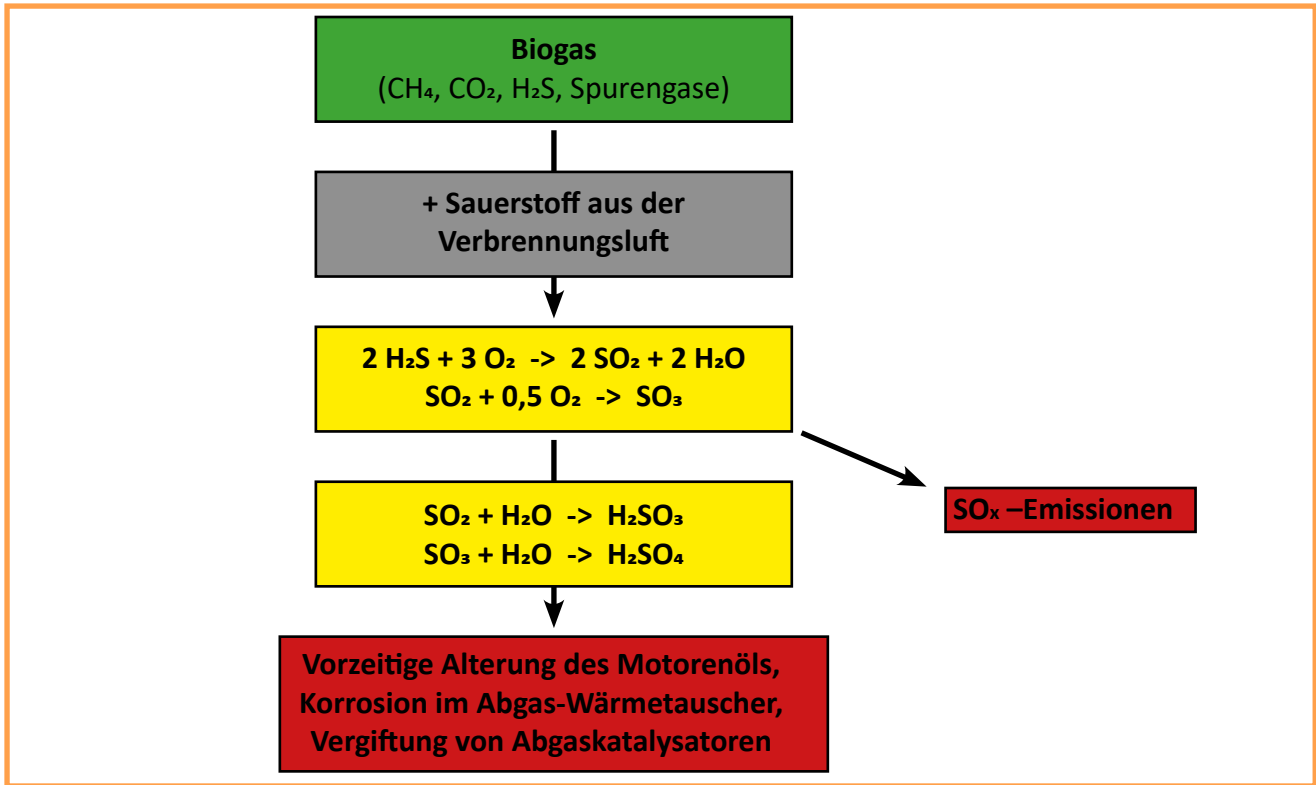 Biogas
(CH₄, CO₂, H₂S, Spurengase)
+ Sauerstoff aus der
Verbrennungsluft
2 H₂S + 3 O₂ -> 2 SO₂ + 2 H₂O
SO₂ + 0,5 O₂ -> SO₃
SO₂ + H₂O -> H₂SO₃
SO₃ + H₂O -> H₂SO₄
SOₓ –Emissionen
Vorzeitige Alterung des Motorenöls,
Korrosion im Abgas-Wärmetauscher,
Vergiftung von Abgaskatalysatoren